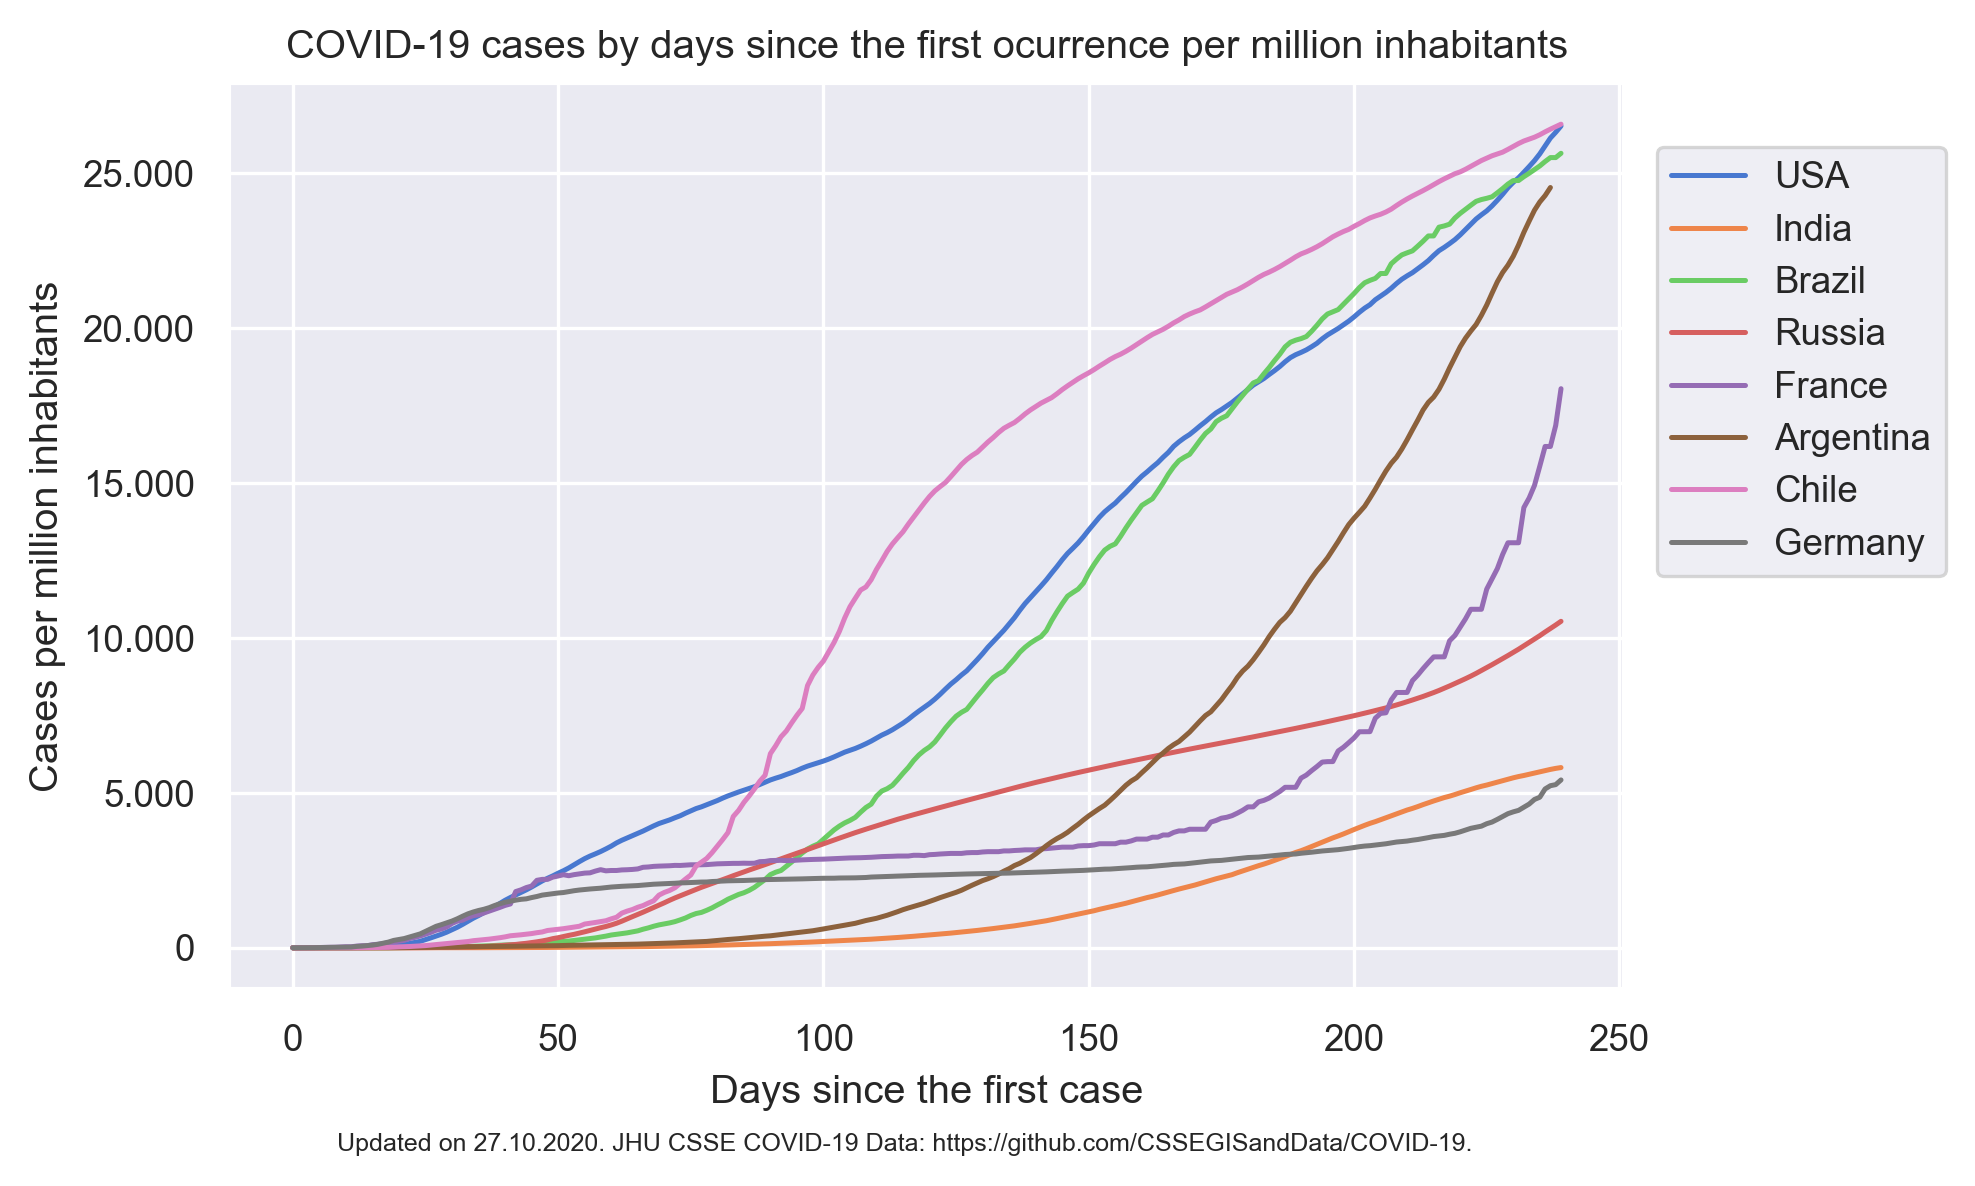 COVID-19 cases by days since the first ocurrence per million inhabitants
Cases per million inhabitants
25.000
20.000
15.000
10.000
5.000
0
0 50 100 150 200 250
Days since the first case
USA
India
Brazil
Russia
France
Argentina
Chile
Germany
Updated on 27.10.2020. JHU CSSE COVID-19 Data: https://github.com/CSSEGISandData/COVID-19.